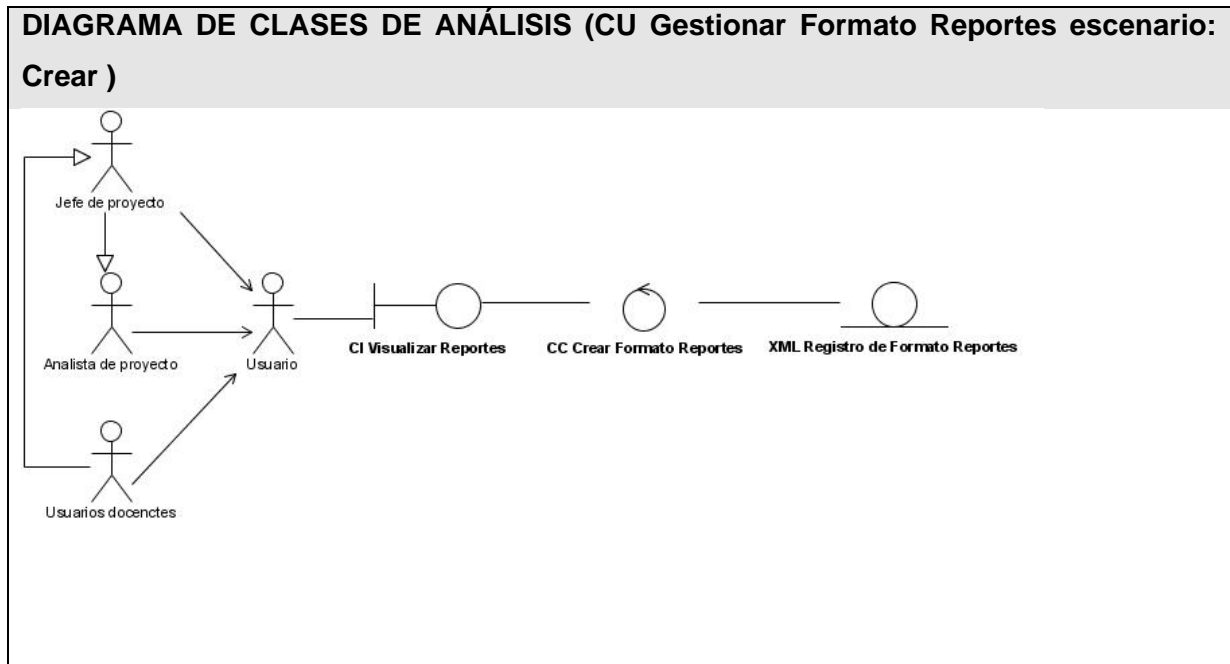 DIAGRAMA DE CLASES DE ANÁLISIS (CU Gestionar Formato Reportes escenario:
Crear )
Jefe de proyecto
Analista de proyecto
Usuario
CI Visualizar Reportes
CC Crear Formato Reportes
XML Registro de Formato Reportes
Usuarios docenctes